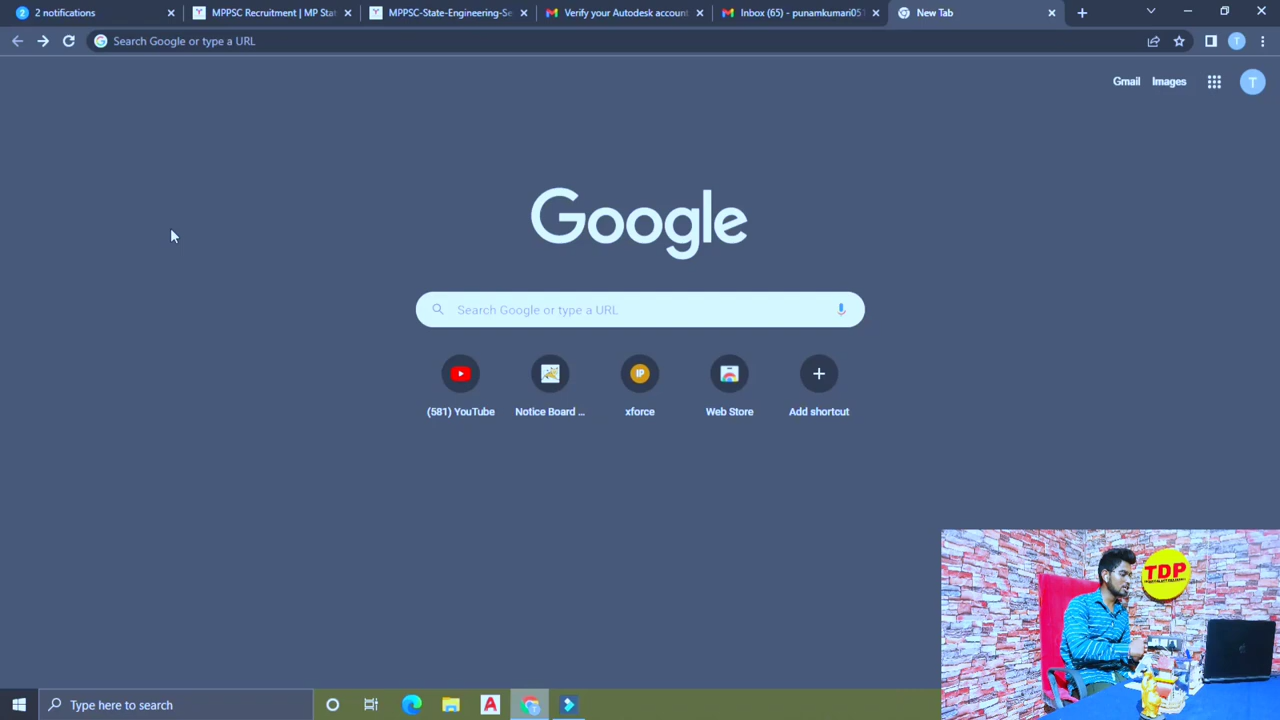 2 notifications
MPPSC Recruitment | MP Stat
MPPSC-State-Engineering-Se
Verify your Autodesk account
Inbox (65) - punamkumari051
New Tab
Search Google or type a URL
T
Gmail
Images
T
Google
Search Google or type a URL
(581) YouTube
Notice Board ...
IP
xforce
Web Store
Add shortcut
TDP
Type here to search